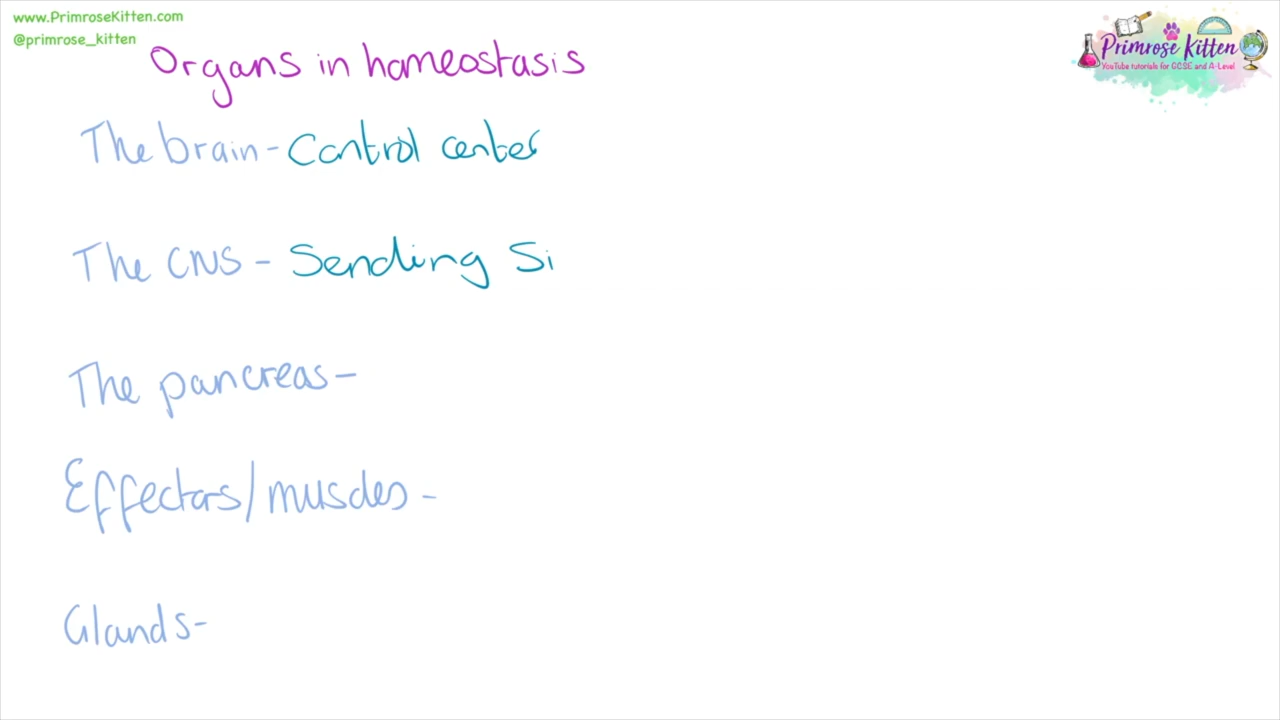 www.PrimroseKitten.com
@primrose_kitten
Organs in homeostasis
Primrose Kitten
YouTube tutorials for GCSE and A-Level
The brain - Control center
The CNS - Sending Si
The pancreas -
Effectors/muscles -
Glands -